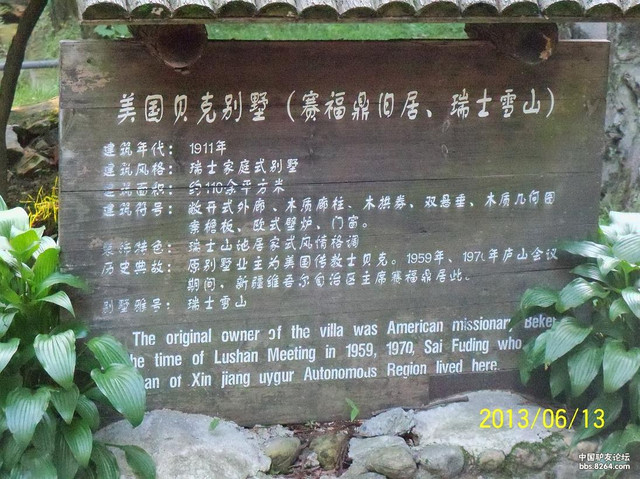 美国贝克别墅（赛福鼎旧居、瑞士雪山）
建筑年代：1911年
建筑风格：瑞士家庭式别墅
建筑面积：约110余平方米
建筑符号：敞开式外廊、木质廊柱、木拱券、双悬垂、木质几何图
案檐板、欧式壁炉、门窗。
装饰特色：瑞士山地居家式风情格调
历史典故：原别墅业主为美国传教士贝克。1959年、1970年庐山会议
期间，新疆维吾尔自治区主席赛福鼎居此。
别墅雅号：瑞士雪山
The original owner of the villa was American missionary Beker
he time of Lushan Meeting in 1959, 1970, Sai Fuding who
an of Xin jiang uygur Autonomous Region lived here.
2013/06/13
中国驴友论坛
bbs.8264.com